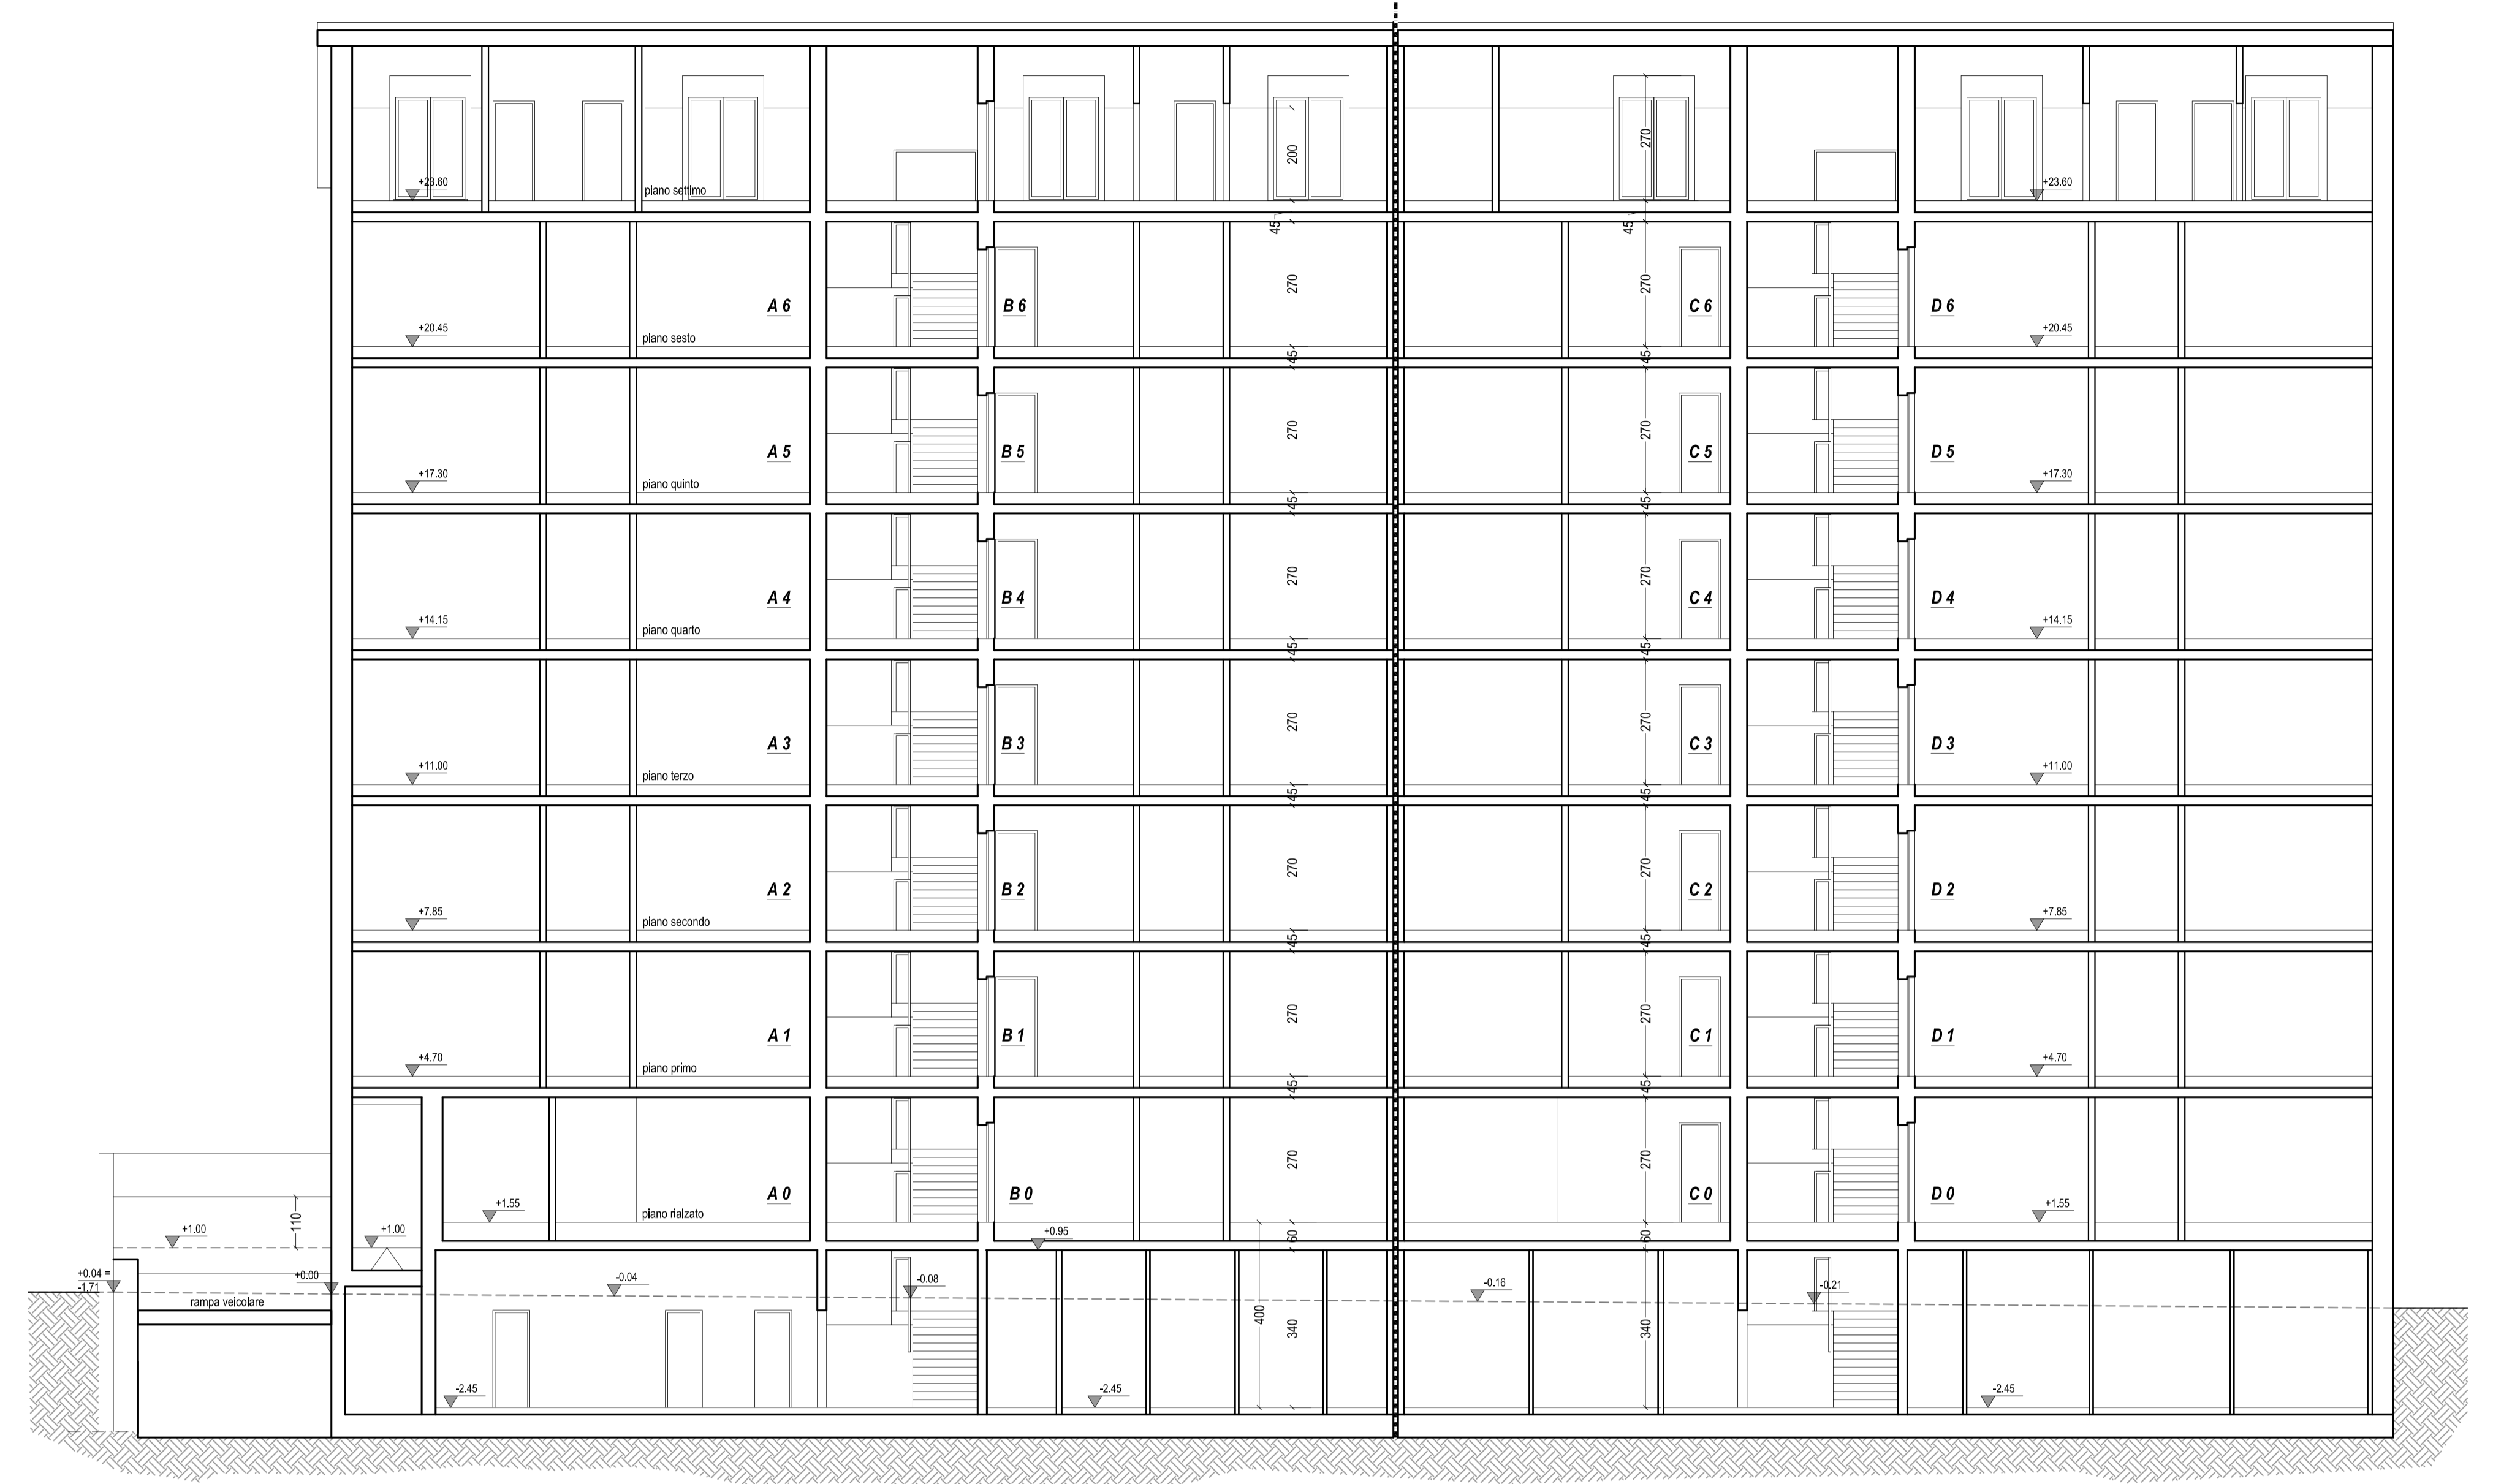 270
200
+23.60
piano settimo
+23.60
45
45
270
270
A 6
B 6
C 6
D 6
+20.45
piano sesto
+20.45
45
45
270
270
A 5
B 5
C 5
D 5
+17.30
piano quinto
+17.30
45
45
270
270
A 4
B 4
C 4
D 4
+14.15
piano quarto
+14.15
45
45
270
270
A 3
B 3
C 3
D 3
+11.00
piano terzo
+11.00
45
45
270
270
A 2
B 2
C 2
D 2
+7.85
piano secondo
+7.85
45
45
270
270
A 1
B 1
C 1
D 1
+4.70
piano primo
+4.70
45
45
270
270
A 0
B 0
C 0
D 0
+1.55
piano rialzato
+1.55
110
+1.00
+1.00
+0.95
60
60
+0.04 =
-1.71
+0.00
-0.04
-0.08
-0.16
-0.21
rampa veicolare
400
340
340
-2.45
-2.45
-2.45